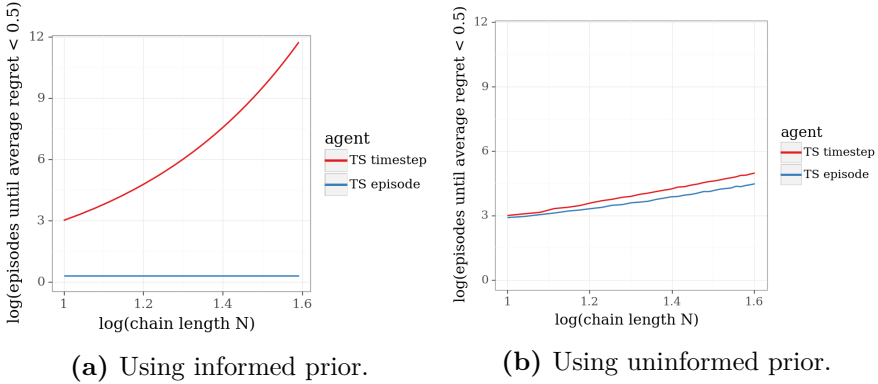 log(episodes until average regret < 0.5)
12
9
6
3
0
1
1.2
1.4
1.6
log(chain length N)
agent
TS timestep
TS episode
(a) Using informed prior.
log(episodes until average regret < 0.5)
12
9
6
3
0
1
1.2
1.4
1.6
log(chain length N)
agent
TS timestep
TS episode
(b) Using uninformed prior.